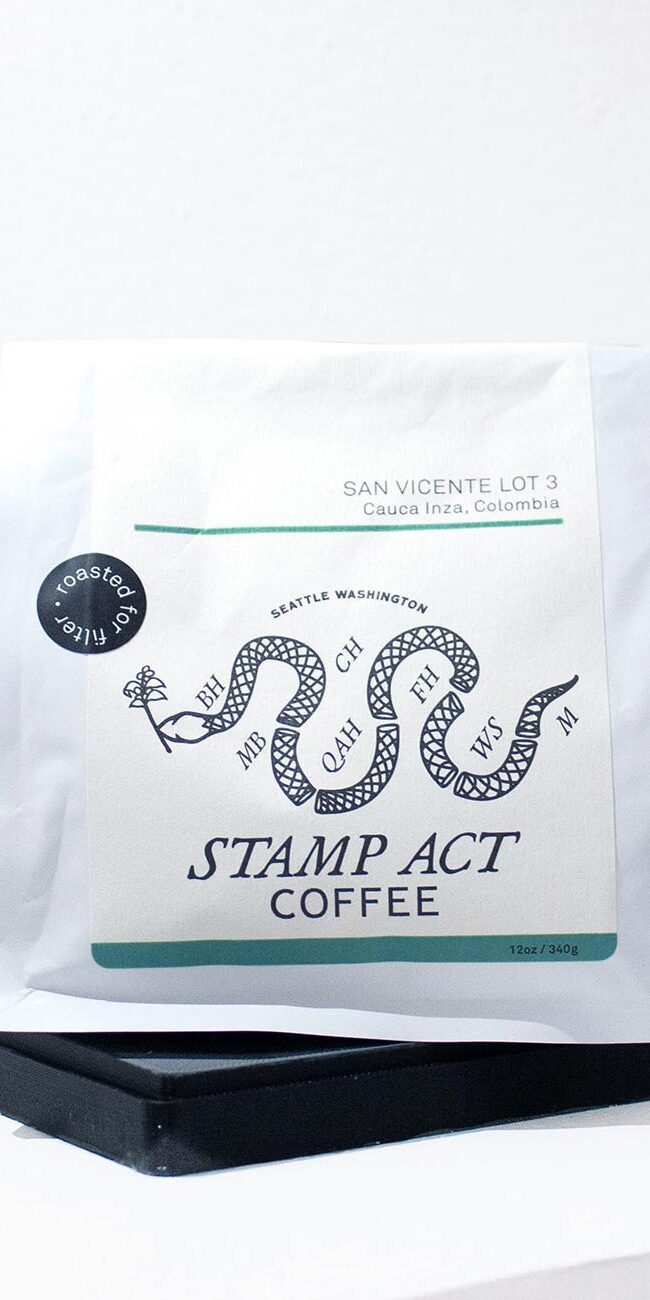 SAN VICENTE LOT 3
Cauca Inza, Colombia
roasted for filter •
SEATTLE WASHINGTON
BH
MB
CH
QAH
FH
WS
M
STAMP ACT
COFFEE
12oz / 340g